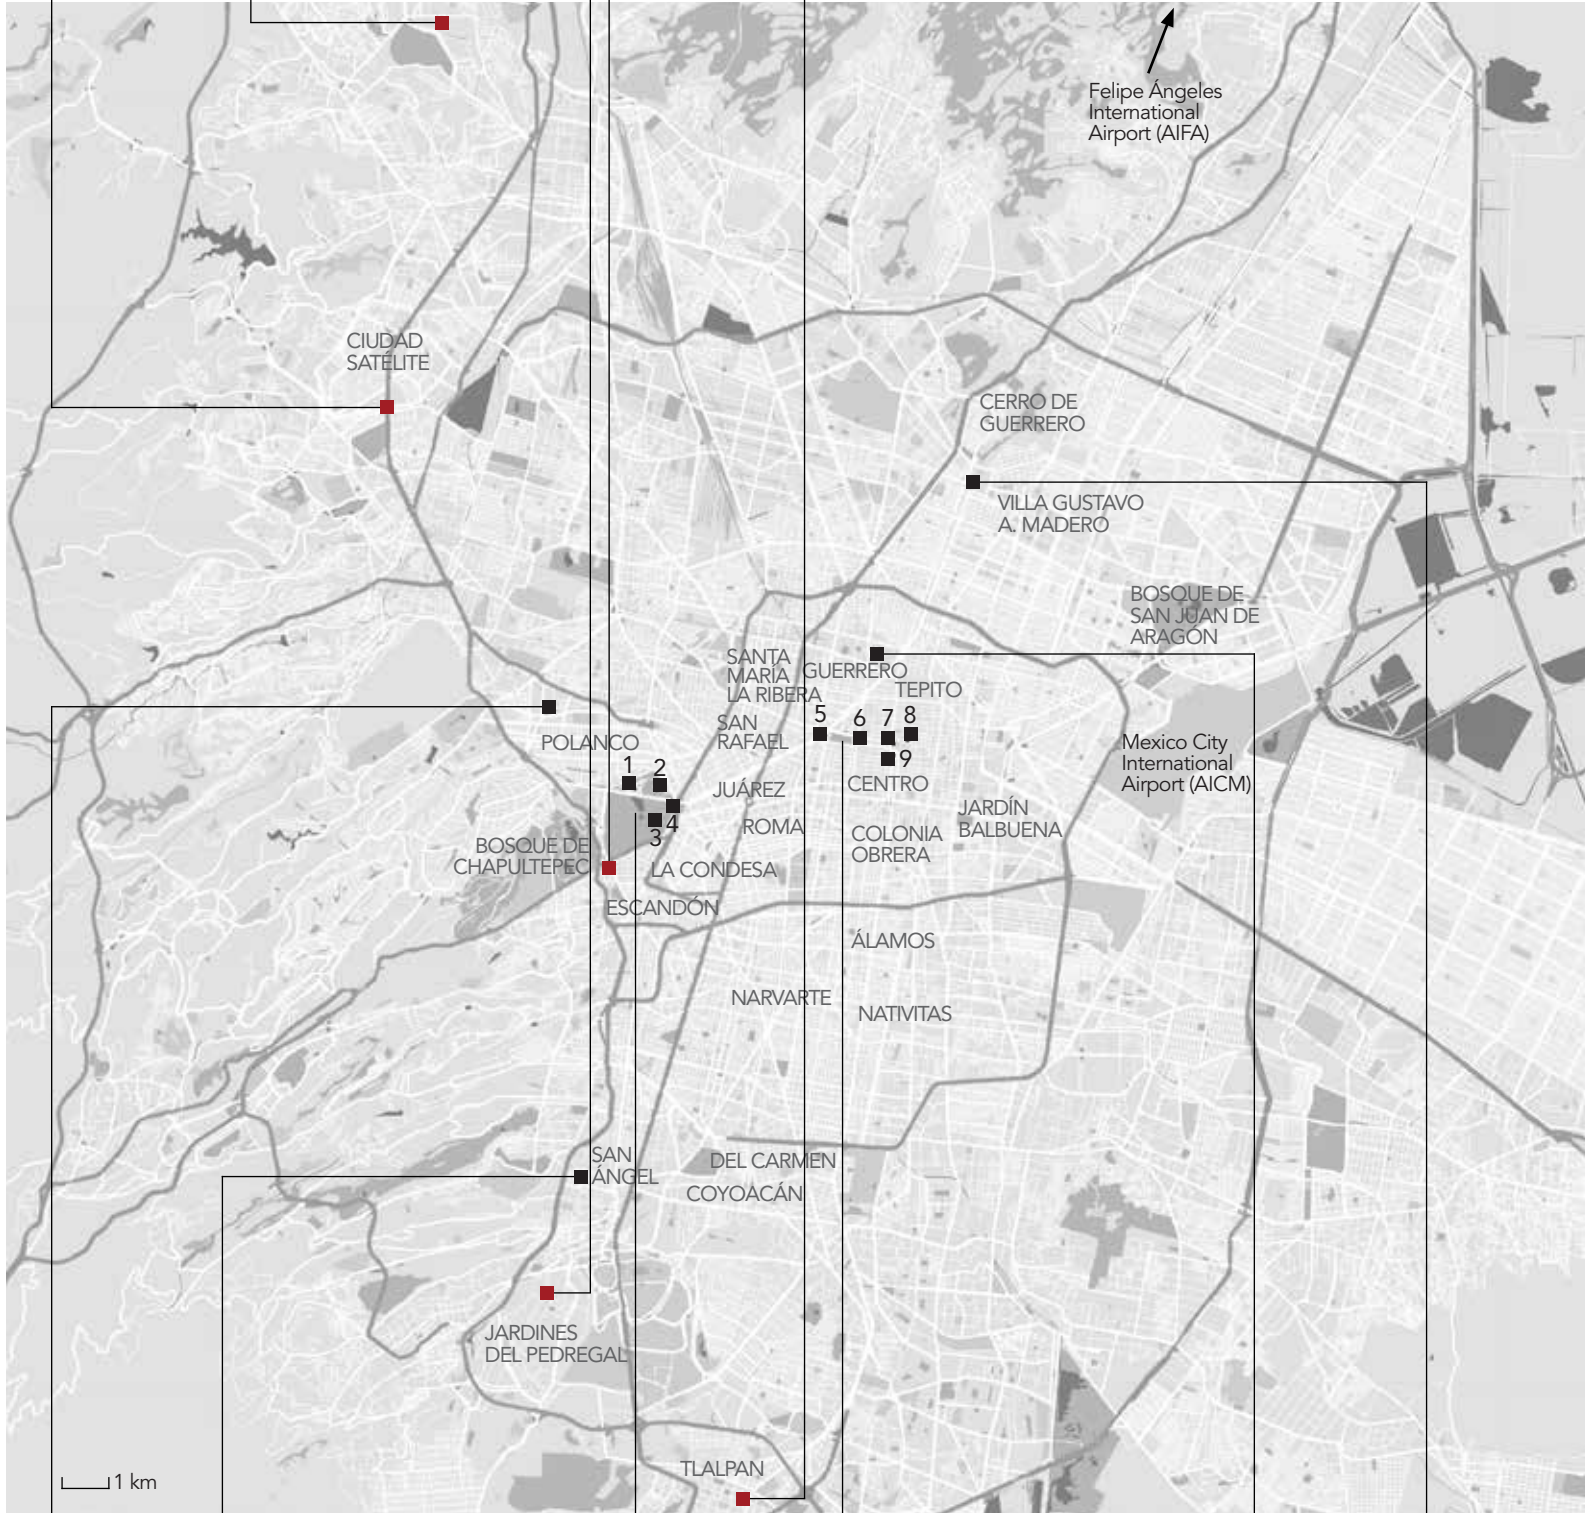 Felipe Ángeles
International
Airport (AIFA)
CIUDAD
SATÉLITE
CERRO DE
GUERRERO
VILLA GUSTAVO
A. MADERO
BOSQUE DE
SAN JUAN DE
ARAGÓN
SANTA
MARÍA
LA RIBERA
GUERRERO
TEPITO
5
6
7
8
9
SAN
RAFAEL
POLANCO
Mexico City
International
Airport (AICM)
1
2
3
4
CENTRO
JUÁREZ
ROMA
JARDÍN
BALBUENA
COLONIA
OBRERA
BOSQUE DE
CHAPULTEPEC
LA CONDESA
ESCANDÓN
ÁLAMOS
NARVARTE
NATIVITAS
SAN
ÁNGEL
DEL CARMEN
COYOACÁN
JARDINES
DEL PEDREGAL
TLALPAN
1 km